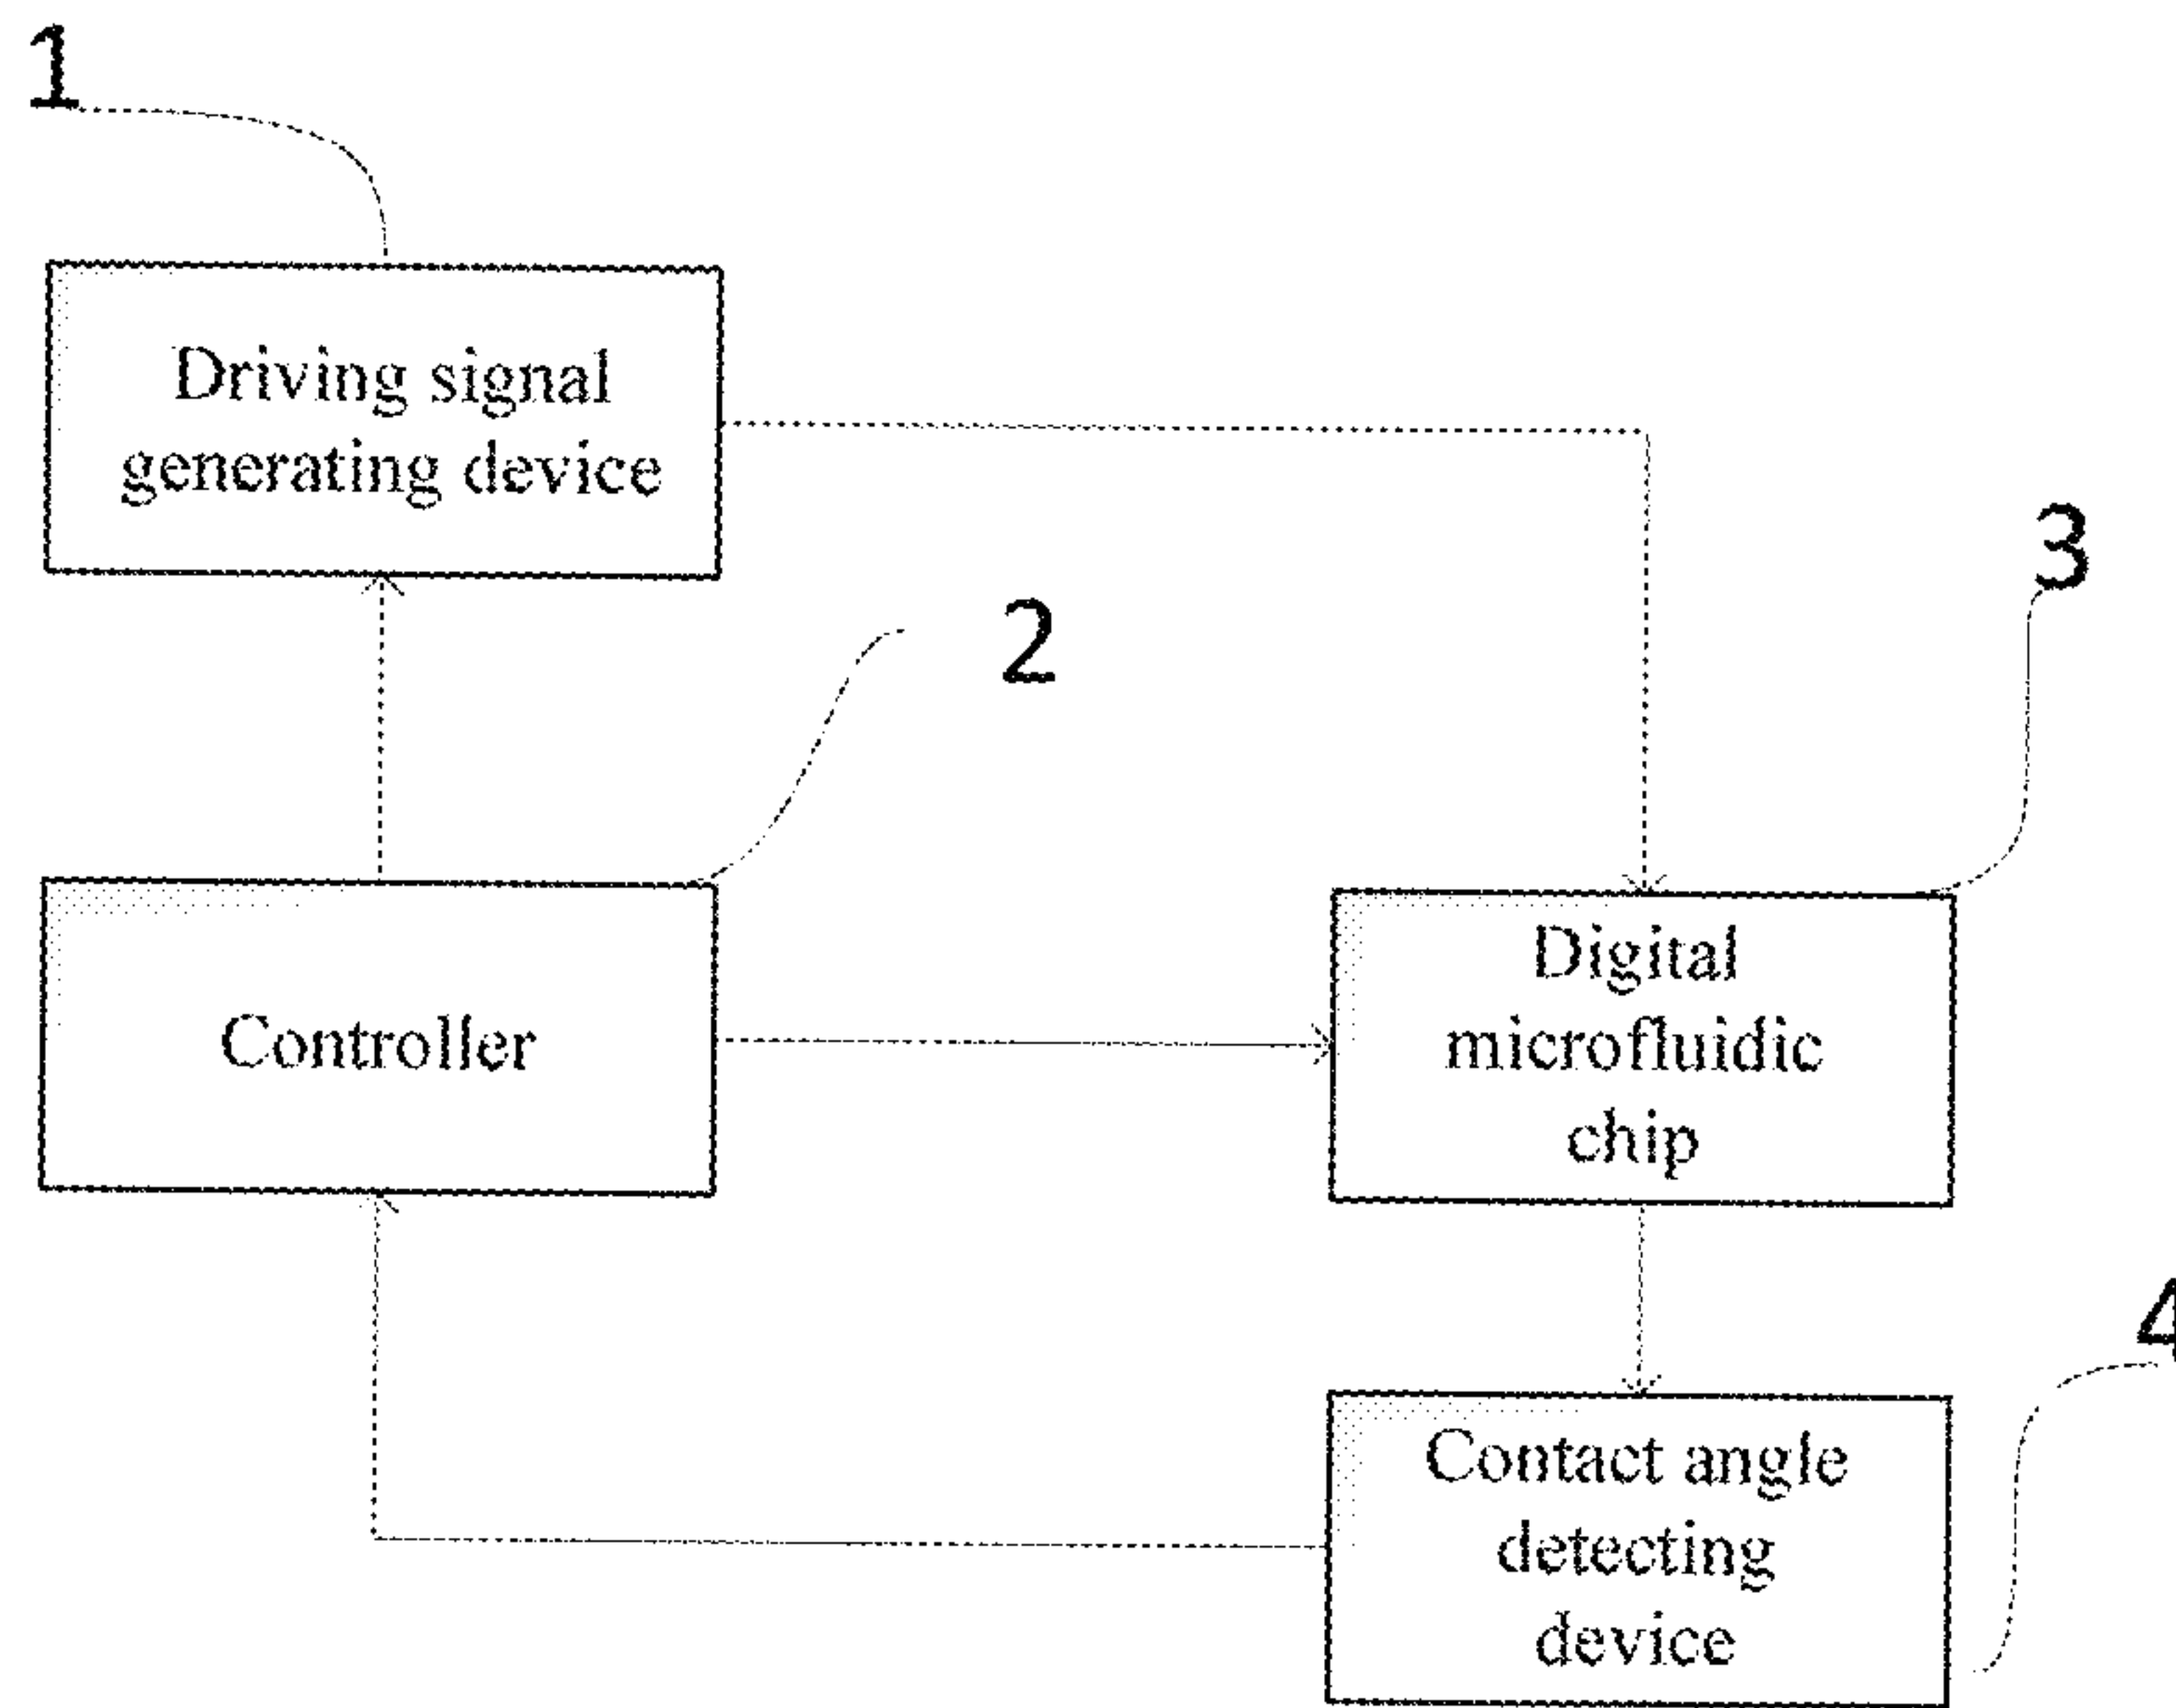 1
Driving signal
generating device
2
3
Controller
Digital
microfluidic
chip
4
Contact angle
detecting
device